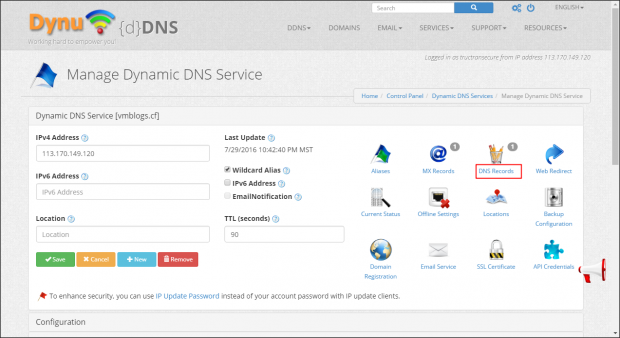 Search
ENGLISH
Dynu {d}DNS
Working hard to empower you!
DDNS DOMAINS EMAIL SERVICES SUPPORT RESOURCES
Logged in as tructransecure from IP address 113.170.149.120
Manage Dynamic DNS Service
Home / Control Panel / Dynamic DNS Services / Manage Dynamic DNS Service
Dynamic DNS Service [vmblogs.cf]
IPv4 Address
113.170.149.120
IPv6 Address
IPv6 Address
Location
Location
Save Cancel New Remove
Last Update
7/29/2016 10:42:40 PM MST
Wildcard Alias
IPv6 Address
EmailNotification
TTL (seconds)
90
1 1
Aliases MX Records DNS Records Web Redirect
Current Status Offline Settings Locations Backup
Configuration
Domain
Registration
Email Service SSL Certificate API Credentials
To enhance security, you can use IP Update Password instead of your account password with IP update clients.
Configuration